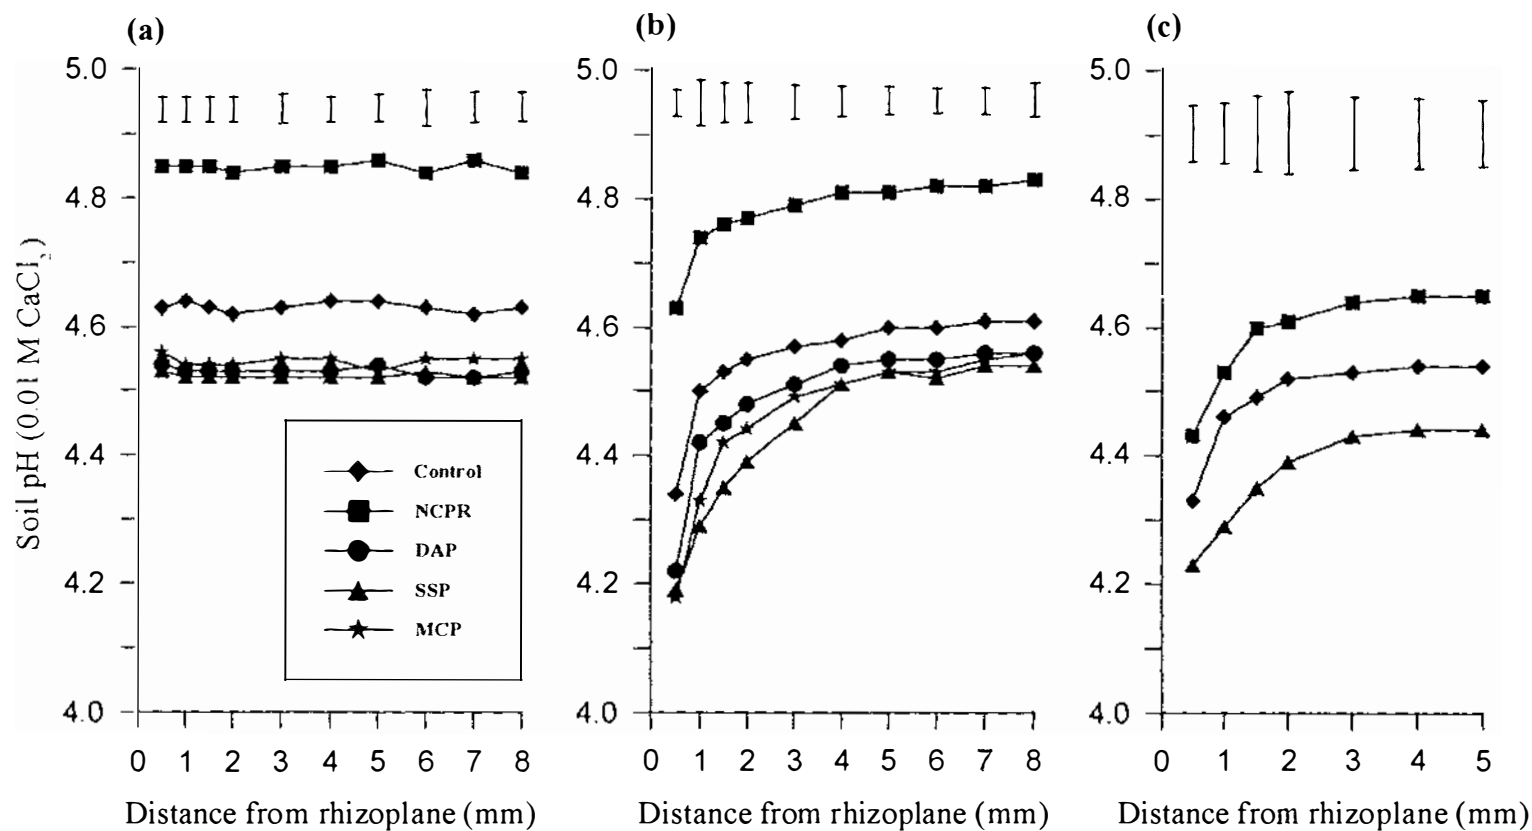 (a)
5.0
4.8
4.6
4.4
4.2
4.0
0 1 2 3 4 5 6 7 8
Distance from rhizoplane (mm)
Soil pH (0.01 M CaCl2)
Control
NCPR
DAP
SSP
MCP
(b)
5.0
4.8
4.6
4.4
4.2
4.0
0 1 2 3 4 5 6 7 8
Distance from rhizoplane (mm)
(c)
5.0
4.8
4.6
4.4
4.2
4.0
0 1 2 3 4 5
Distance from rhizoplane (mm)